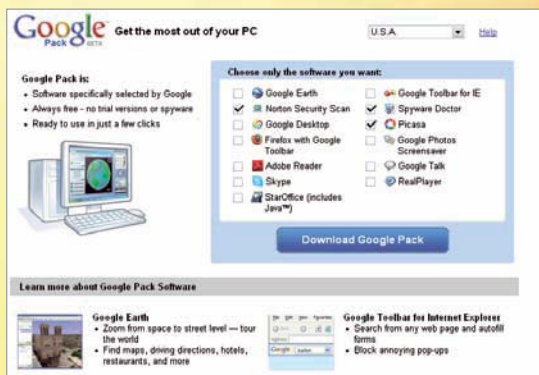 Google
Pack BETA
Get the most out of your PC
U.S.A.
Help
Google Pack is:
• Software specifically selected by Google
• Always free - no trial versions or spyware
• Ready to use in just a few clicks
Choose only the software you want:
Google Earth
Norton Security Scan
Google Desktop
Firefox with Google
Toolbar
Adobe Reader
Skype
StarOffice (includes
Java™)
Google Toolbar for IE
Spyware Doctor
Picasa
Google Photos
Screensaver
Google Talk
RealPlayer
Download Google Pack
Learn more about Google Pack Software
Google Earth
• Zoom from space to street level — tour
the world
• Find maps, driving directions, hotels,
restaurants, and more
Google
Google Toolbar for Internet Explorer
• Search from any web page and autofill
forms
• Block annoying pop-ups